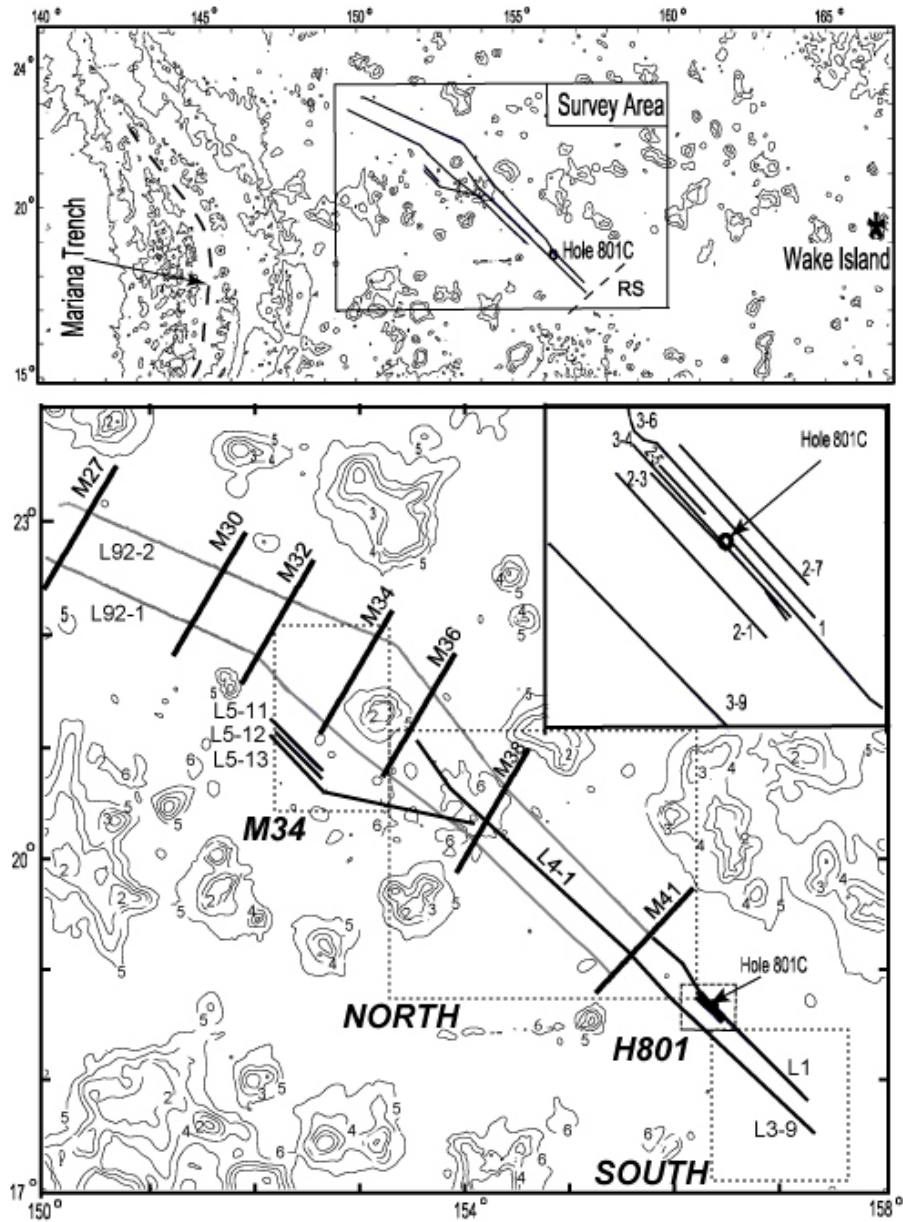 140° 145° 150° 155° 160° 165°
24°
20°
15°
Survey Area
Hole 801C
RS
Wake Island
Mariana Trench
M27
M30
M32
M34
M36
M38
M41
L92-2
L92-1
L5-11
L5-12
L5-13
M34
L4-1
NORTH
H801
SOUTH
Hole 801C
L1
L3-9
3-6
3-4
2-5
2-3
Hole 801C
2-7
2-1
1
3-9
23°
20°
17°
150° 154° 158°